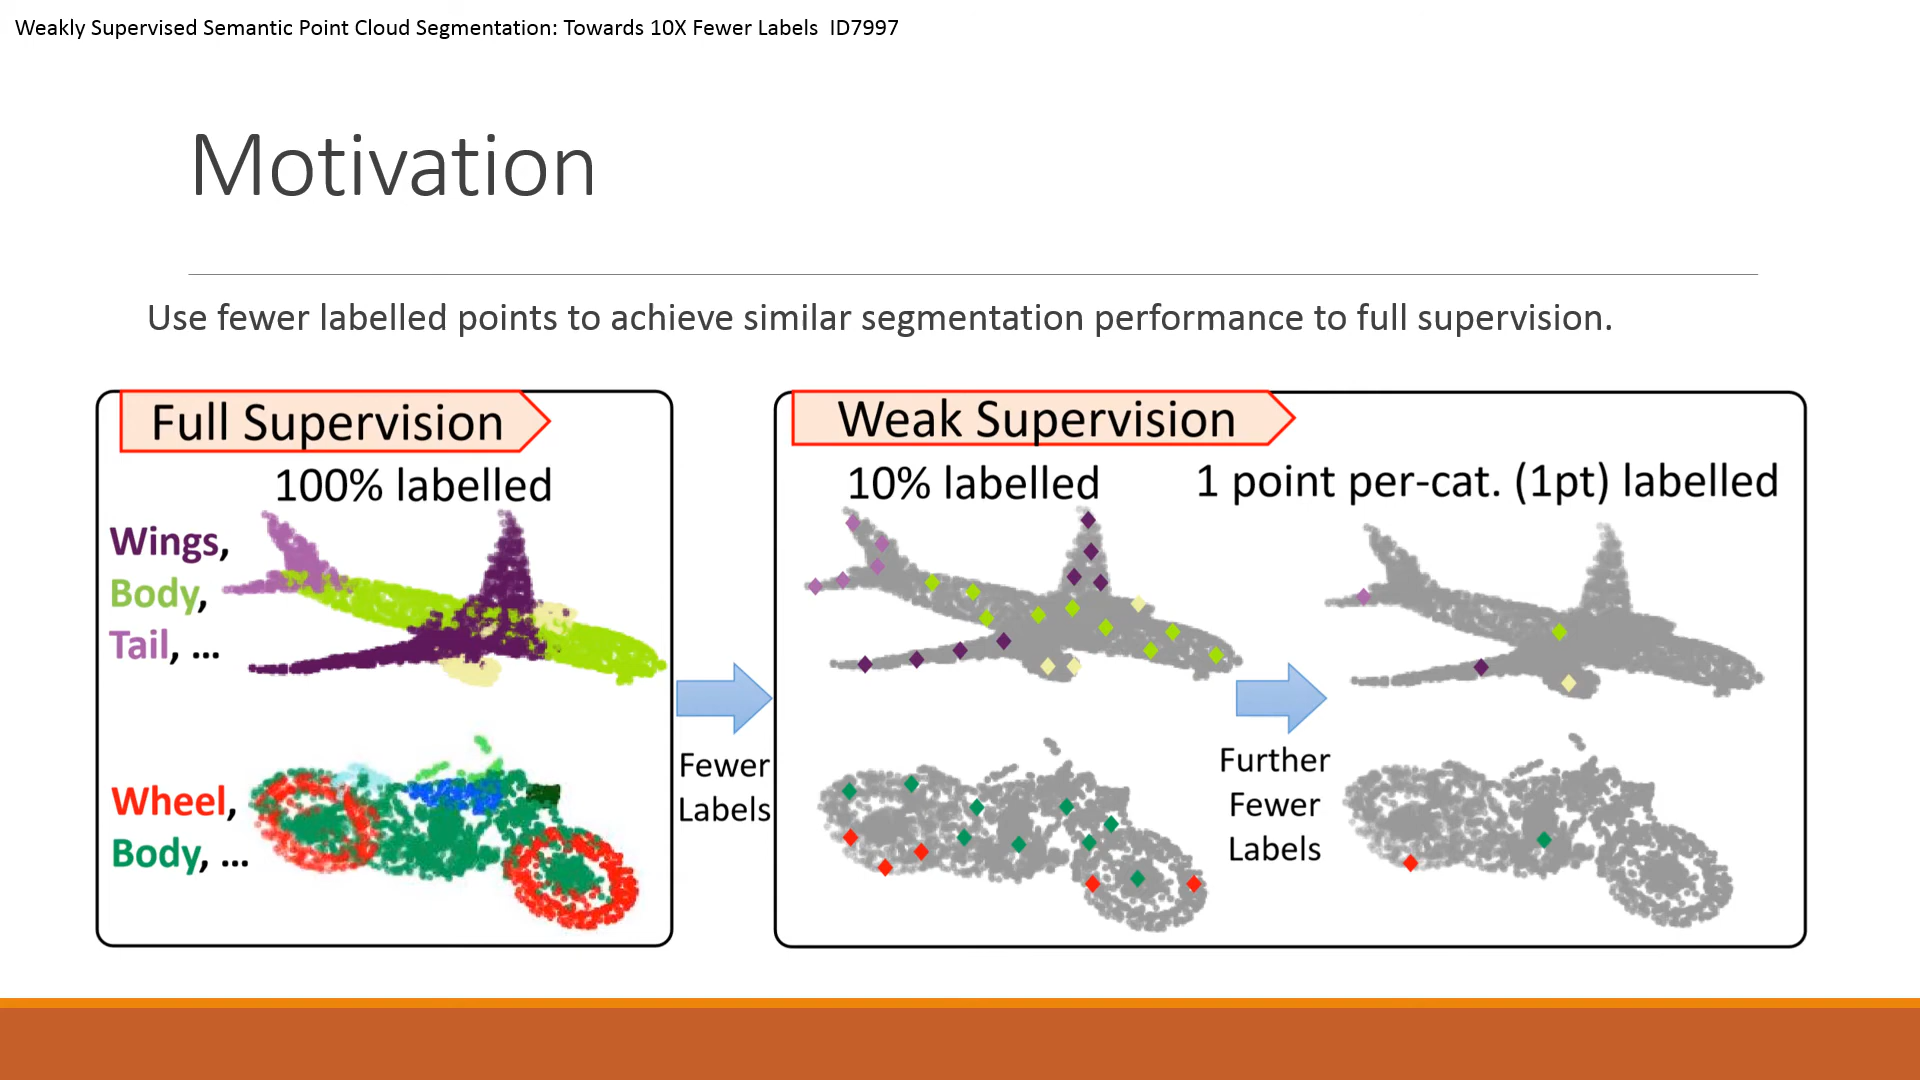 Weakly Supervised Semantic Point Cloud Segmentation: Towards 10X Fewer Labels  ID7997
Motivation
Use fewer labelled points to achieve similar segmentation performance to full supervision.
Full Supervision
100% labelled
Wings,
Body,
Tail, ...
Wheel,
Body, ...
Fewer
Labels
Weak Supervision
10% labelled
1 point per-cat. (1pt) labelled
Further
Fewer
Labels